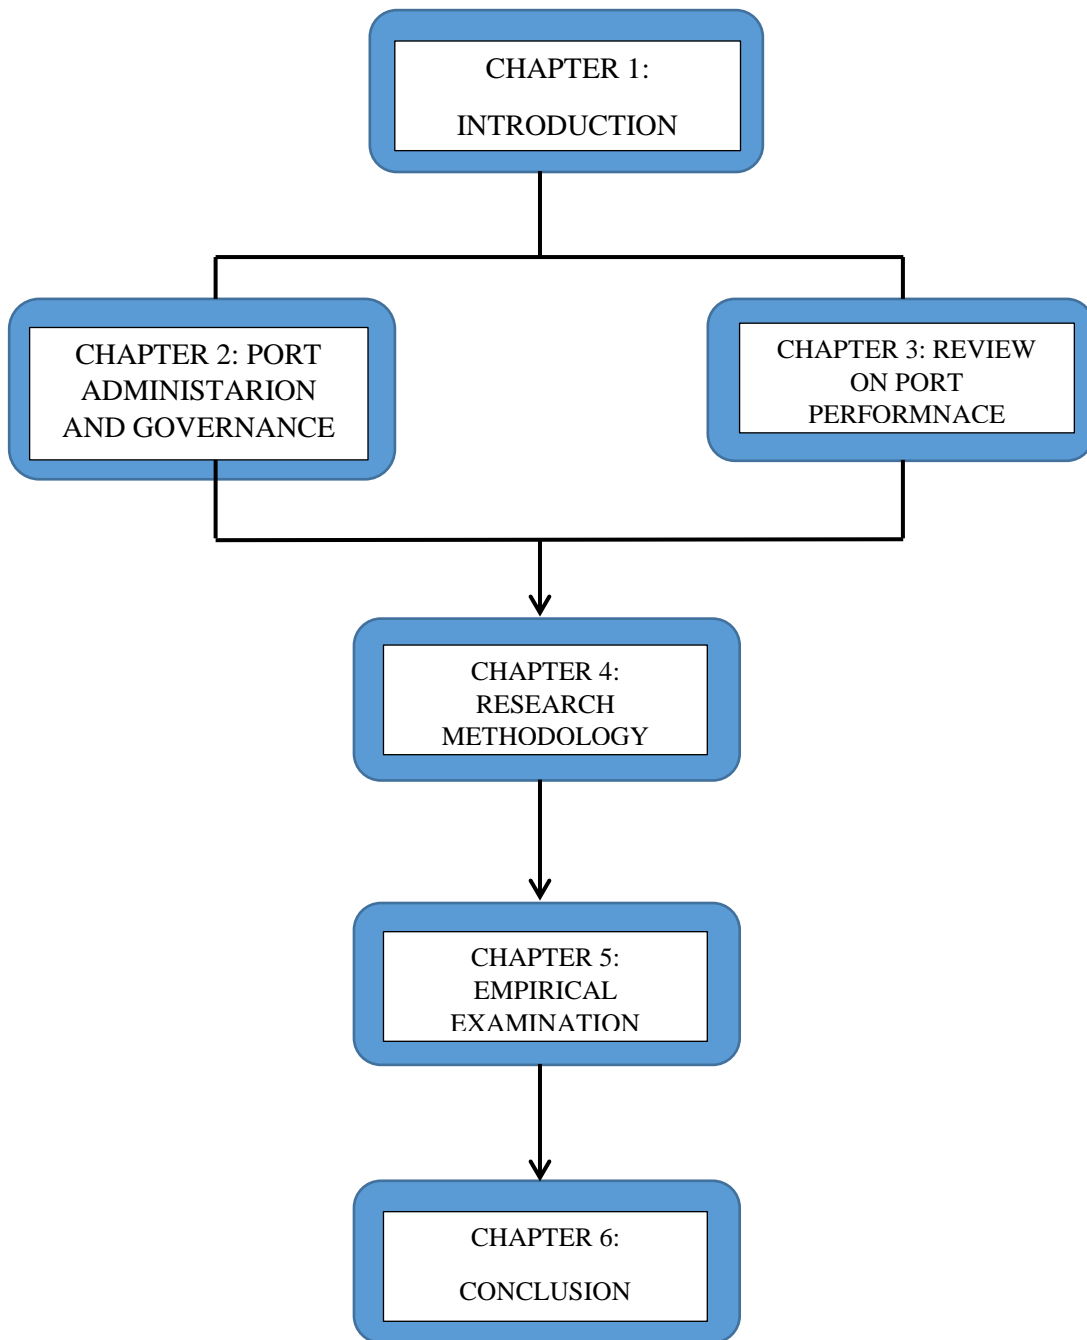 CHAPTER 1:
INTRODUCTION
CHAPTER 2: PORT
ADMINISTARION
AND GOVERNANCE
CHAPTER 3: REVIEW
ON PORT
PERFORMNACE
CHAPTER 4:
RESEARCH
METHODOLOGY
CHAPTER 5:
EMPIRICAL
EXAMINATION
CHAPTER 6:
CONCLUSION